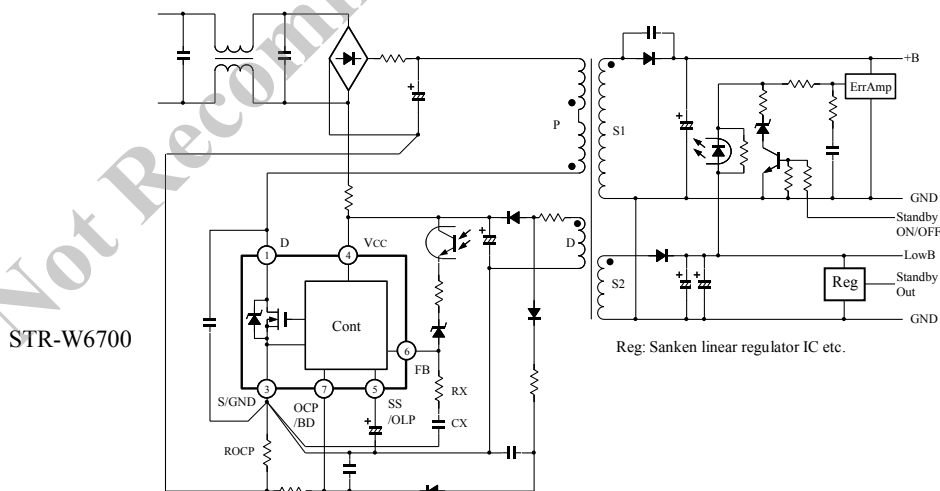 Not Recomm
+B
ErrAmp
P
S1
GND
Standby
ON/OFF
D
VCC
1
4
D
LowB
S2
Reg
Standby
Out
Cont
STR-W6700
6
FB
GND
Reg: Sanken linear regulator IC etc.
3
7
5
S/GND
OCP
/BD
SS
/OLP
RX
CX
ROCP